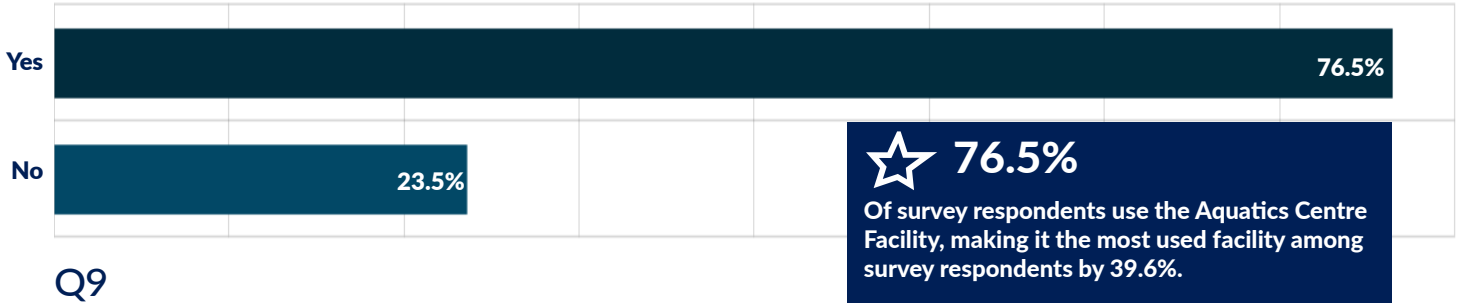 Yes
76.5%
No
23.5%
76.5%
Of survey respondents use the Aquatics Centre
Facility, making it the most used facility among
survey respondents by 39.6%.
Q9